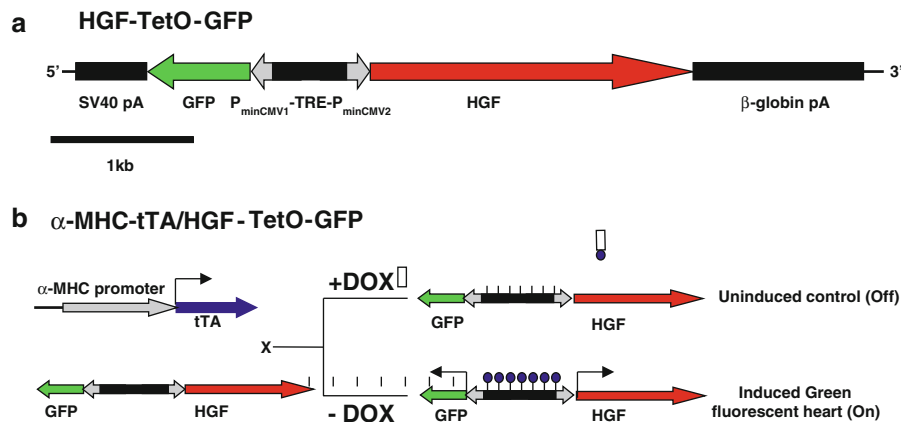 a HGF-TetO-GFP
5' 3'
SV40 pA GFP PminCMV1-TRE-PminCMV2 HGF β-globin pA
1kb
b α-MHC-tTA/HGF-TetO-GFP
α-MHC promoter
tTA
+DOX
GFP HGF
Uninduced control (Off)
X
GFP HGF
- DOX
GFP HGF
Induced Green
fluorescent heart (On)